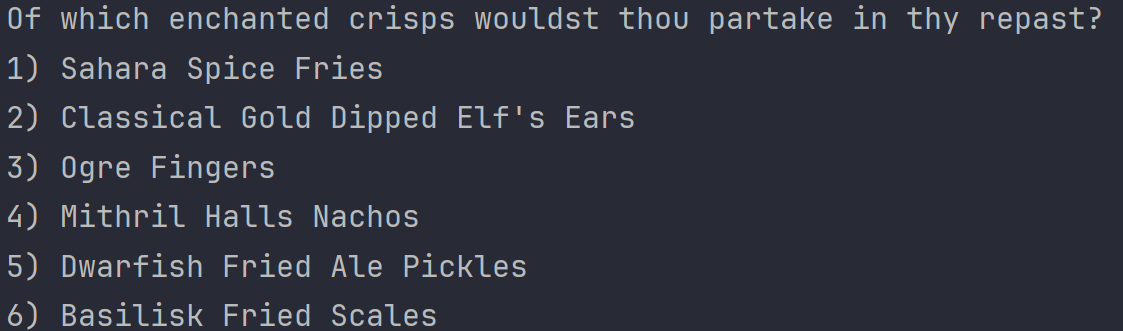 Of which enchanted crisps wouldst thou partake in thy repast?
1) Sahara Spice Fries
2) Classical Gold Dipped Elf's Ears
3) Ogre Fingers
4) Mithril Halls Nachos
5) Dwarfish Fried Ale Pickles
6) Basilisk Fried Scales